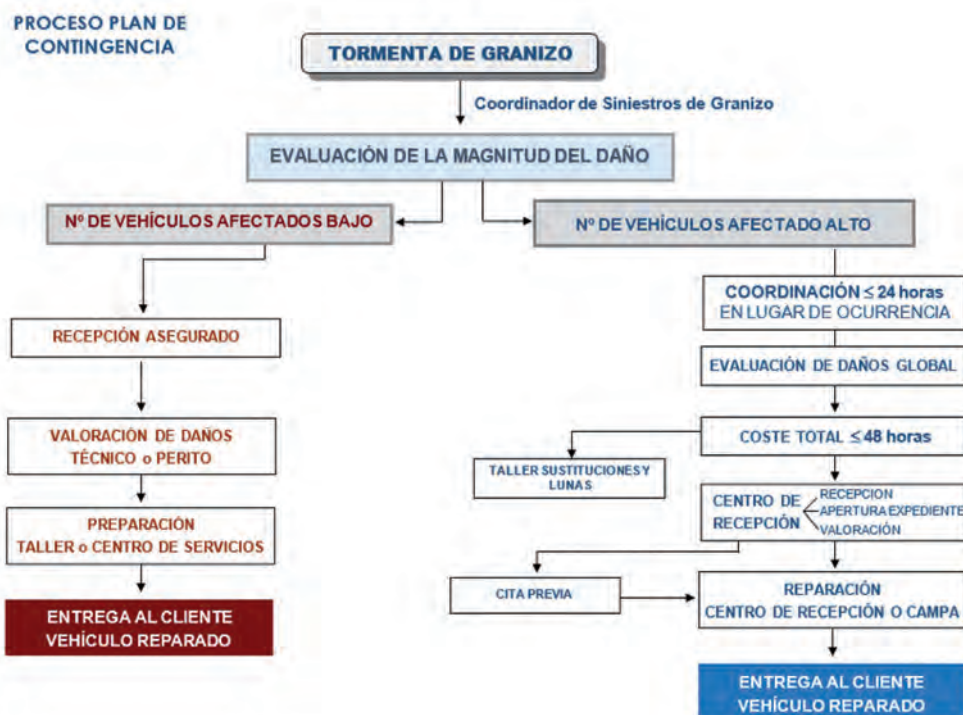 PROCESO PLAN DE
CONTINGENCIA
TORMENTA DE GRANIZO
Coordinador de Siniestros de Granizo
EVALUACIÓN DE LA MAGNITUD DEL DAÑO
Nº DE VEHÍCULOS AFECTADOS BAJO
Nº DE VEHÍCULOS AFECTADO ALTO
RECEPCIÓN ASEGURADO
VALORACIÓN DE DAÑOS
TÉCNICO o PERITO
PREPARACIÓN
TALLER o CENTRO DE SERVICIOS
ENTREGA AL CLIENTE
VEHÍCULO REPARADO
COORDINACIÓN ≤ 24 horas
EN LUGAR DE OCURRENCIA
EVALUACIÓN DE DAÑOS GLOBAL
COSTE TOTAL ≤ 48 horas
TALLER SUSTITUCIONES Y
LUNAS
CENTRO DE
RECEPCIÓN
RECEPCION
APERTURA EXPEDIENTE
VALORACIÓN
CITA PREVIA
REPARACIÓN
CENTRO DE RECEPCIÓN O CAMPA
ENTREGA AL CLIENTE
VEHÍCULO REPARADO